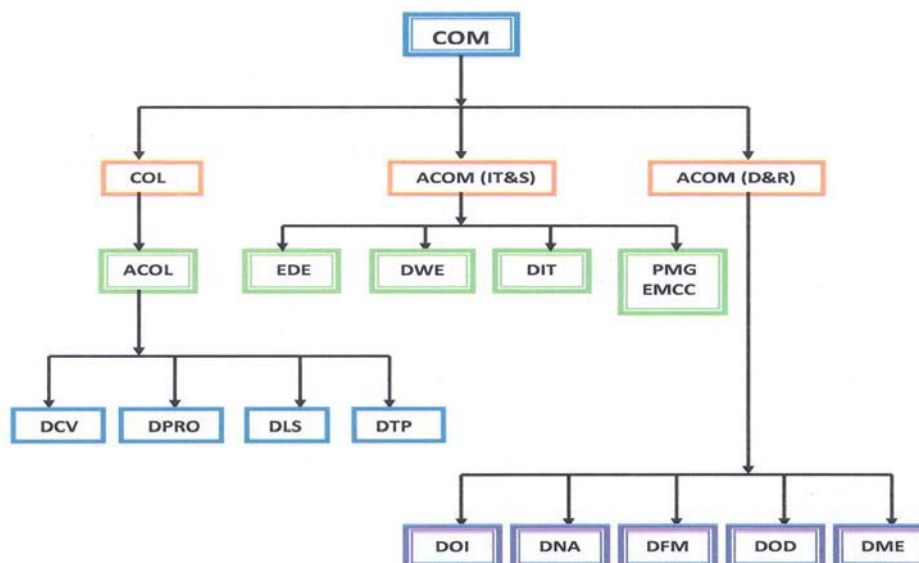 COM
COL
ACOM (IT&S)
ACOM (D&R)
ACOL
EDE
DWE
DIT
PMG
EMCC
DCV
DPRO
DLS
DTP
DOI
DNA
DFM
DOD
DME